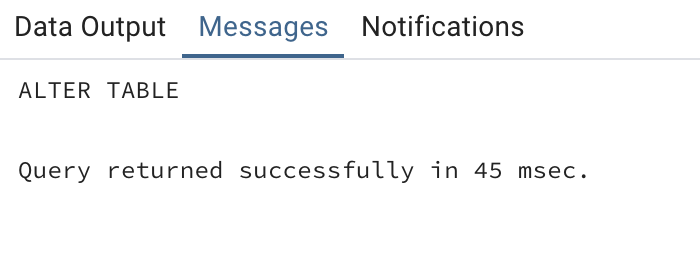 Data Output Messages Notifications
ALTER TABLE
Query returned successfully in 45 msec.